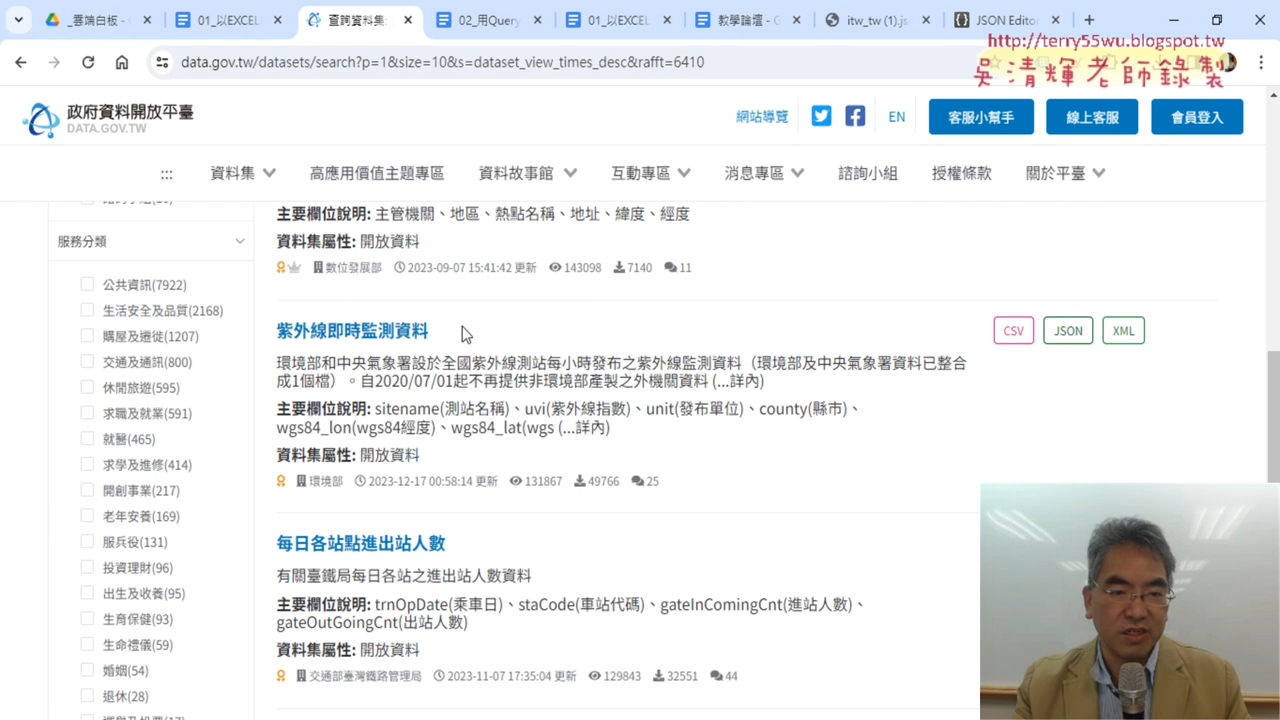 _雲端白板 - G
01_以EXCEL
查詢資料集
02_用Query
01_以EXCEL
教學論壇 - G
itw_tw (1).js
JSON Editor
data.gov.tw/datasets/search?p=1&size=10&s=dataset_view_times_desc&rafft=6410
http://terry55wu.blogspot.tw
吳清輝老師錄製
政府資料開放平臺
DATA.GOV.TW
網站導覽
EN
客服小幫手
線上客服
會員登入
:::
資料集
高應用價值主題專區
資料故事館
互動專區
消息專區
諮詢小組
授權條款
關於平臺
服務分類
公共資訊(7922)
生活安全及品質(2168)
購屋及遷徙(1207)
交通及通訊(800)
休閒旅遊(595)
求職及就業(591)
就醫(465)
求學及進修(414)
開創事業(217)
老年安養(169)
服兵役(131)
投資理財(96)
出生及收養(95)
生育保健(93)
生命禮儀(59)
婚姻(54)
退休(28)
主要欄位說明: 主管機關、地區、熱點名稱、地址、緯度、經度
資料集屬性: 開放資料
數位發展部 2023-09-07 15:41:42 更新 143098 7140 11
紫外線即時監測資料
CSV
JSON
XML
環境部和中央氣象署設於全國紫外線測站每小時發布之紫外線監測資料（環境部及中央氣象署資料已整合
成1個檔）。自2020/07/01起不再提供非環境部產製之外機關資料 (...詳內)
主要欄位說明: sitename(測站名稱)、uvi(紫外線指數)、unit(發布單位)、county(縣市)、
wgs84_lon(wgs84經度)、wgs84_lat(wgs (...詳內)
資料集屬性: 開放資料
環境部 2023-12-17 00:58:14 更新 131867 49766 25
每日各站點進出站人數
有關臺鐵局每日各站之進出站人數資料
主要欄位說明: trnOpDate(乘車日)、staCode(車站代碼)、gateInComingCnt(進站人數)、
gateOutGoingCnt(出站人數)
資料集屬性: 開放資料
交通部臺灣鐵路管理局 2023-11-07 17:35:04 更新 129843 32551 44